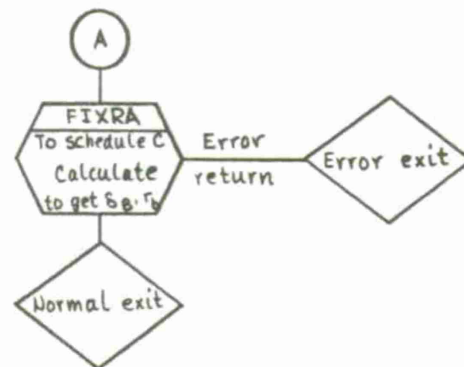 A
FIXRA
To schedule C
Calculate
to get δB, rb
Error
return
Error exit
Normal exit